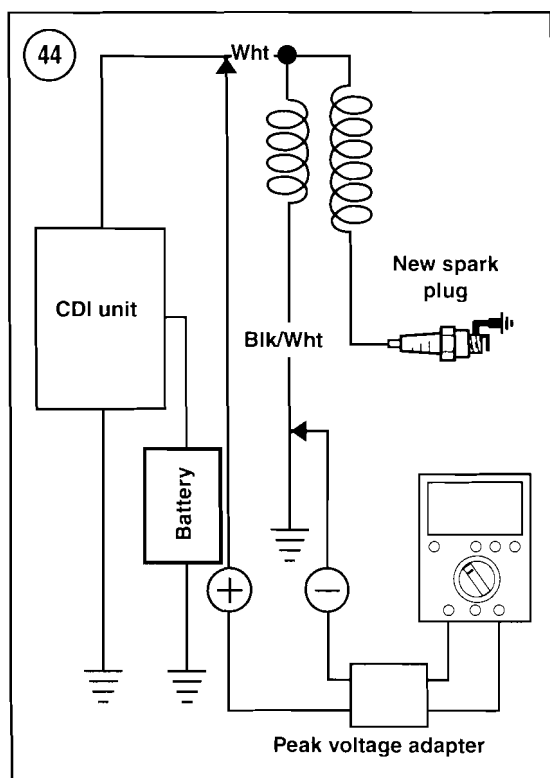 44
Wht
New spark
plug
CDI unit
Blk/Wht
Battery
+
−
Peak voltage adapter